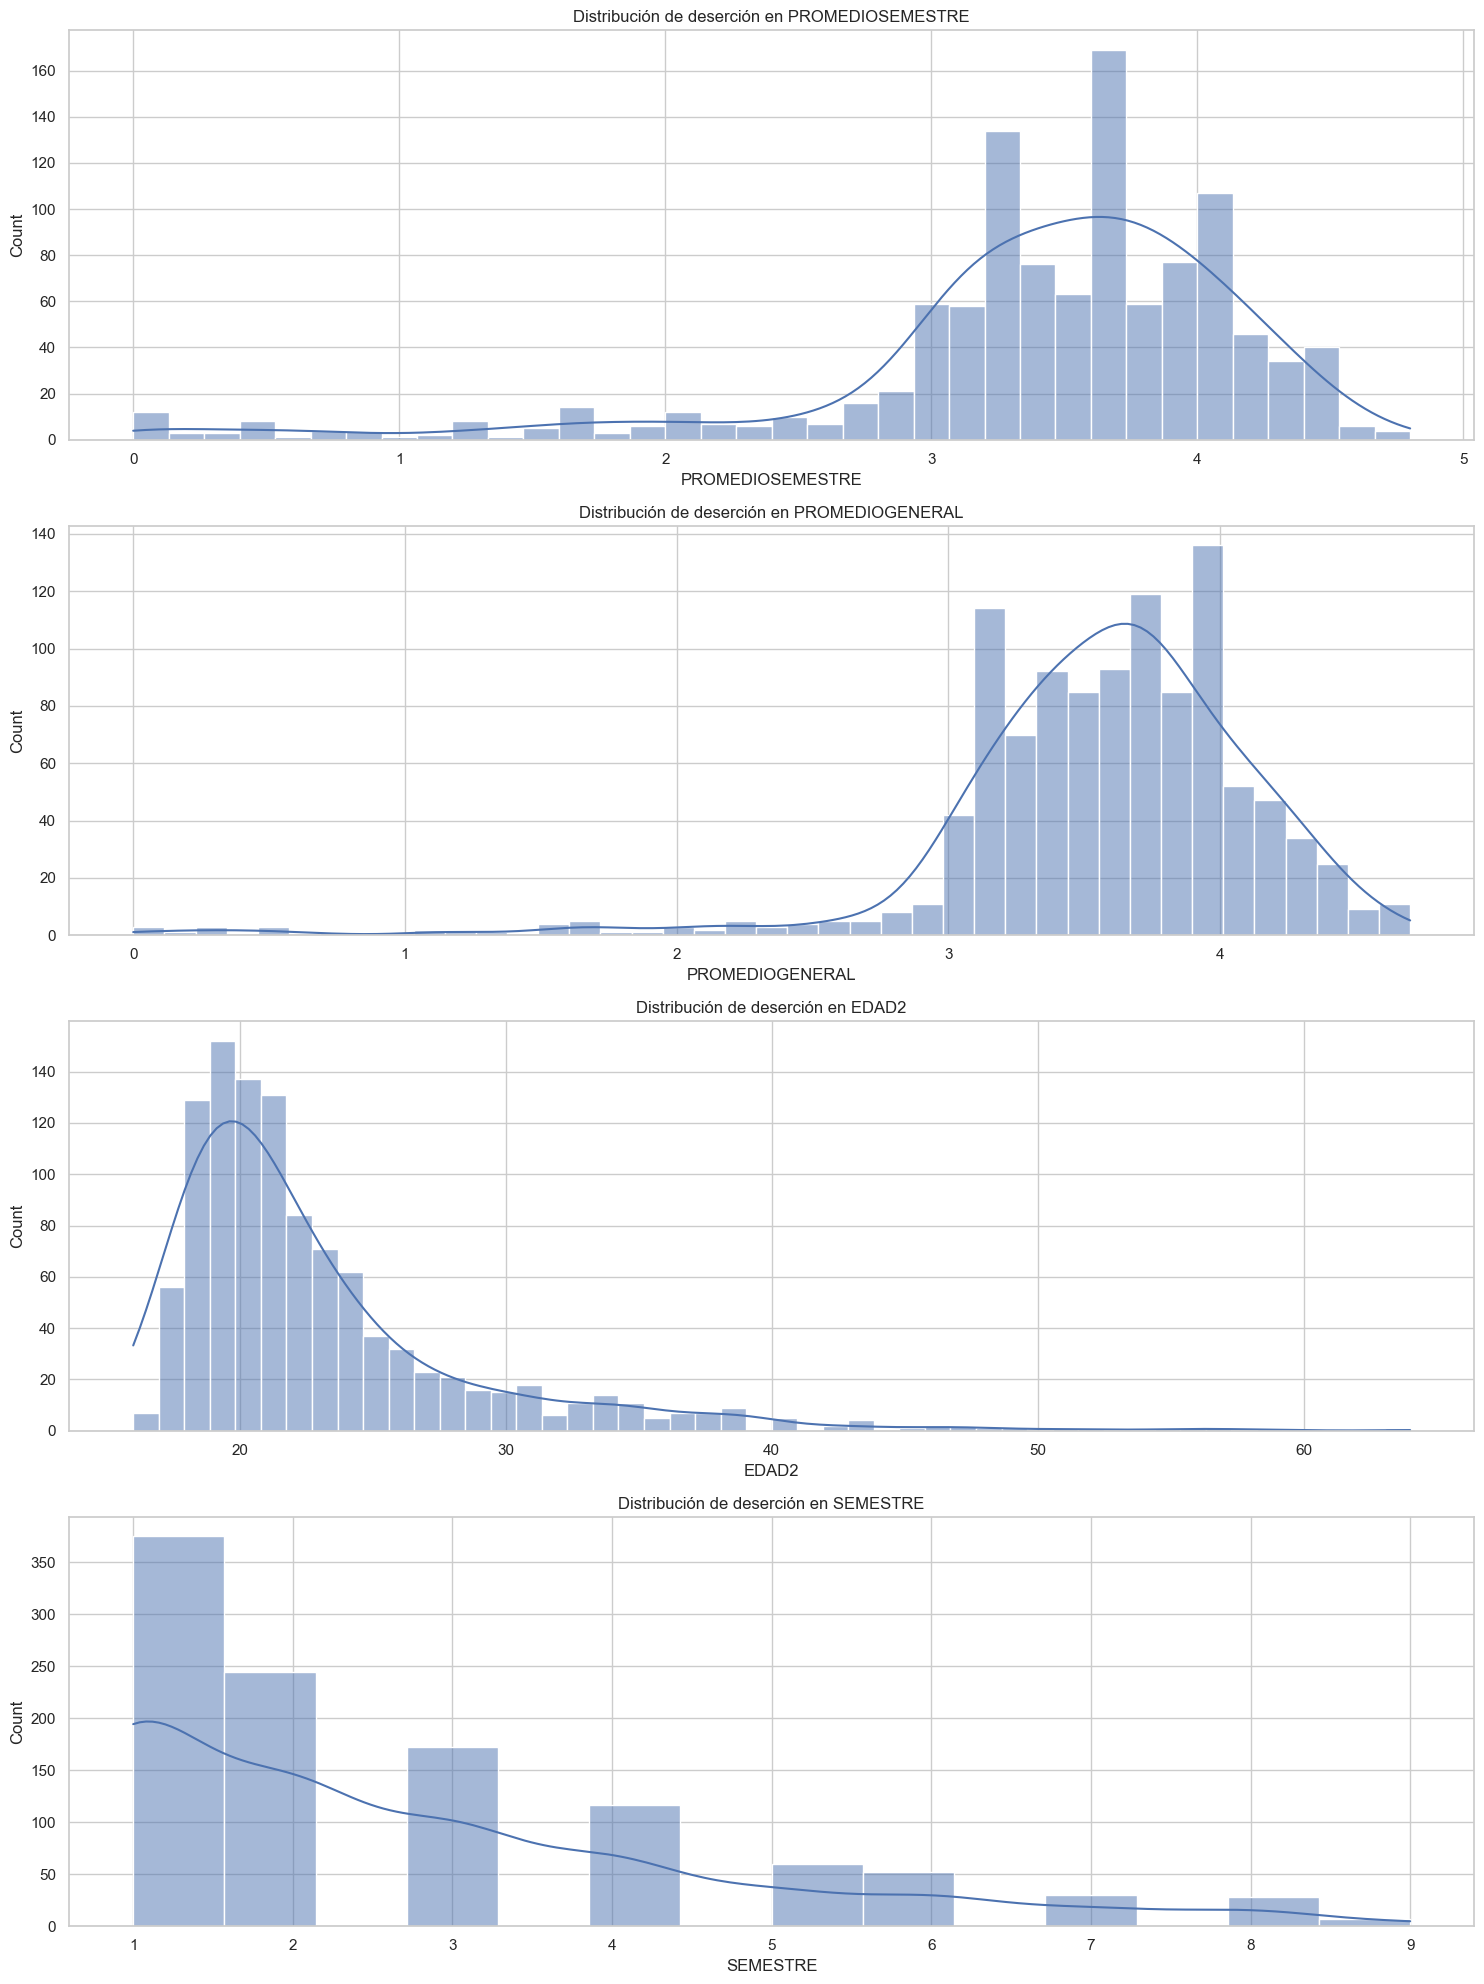 Distribución de deserción en PROMEDIOSEMESTRE
160
140
120
100
80
60
40
20
0
Count
0 1 2 3 4 5
PROMEDIOSEMESTRE
Distribución de deserción en PROMEDIOGENERAL
140
120
100
80
60
40
20
0
Count
0 1 2 3 4
PROMEDIOGENERAL
Distribución de deserción en EDAD2
140
120
100
80
60
40
20
0
Count
20 30 40 50 60
EDAD2
Distribución de deserción en SEMESTRE
350
300
250
200
150
100
50
0
Count
1 2 3 4 5 6 7 8 9
SEMESTRE